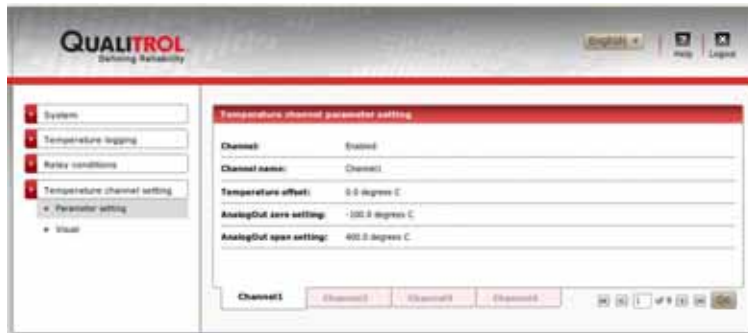 QUALITROL
Defining Reliability
English
Help
Logout
System
Temperature logging
Relay conditions
Temperature channel setting
Parameter setting
Visual
Temperature channel parameter setting
Channel: Enabled
Channel name: Channel1
Temperature offset: 0.0 degrees C
AnalogOut zero setting: -100.0 degrees C
AnalogOut span setting: 400.0 degrees C
Channel1 Channel2 Channel3 Channel4
1 of Go